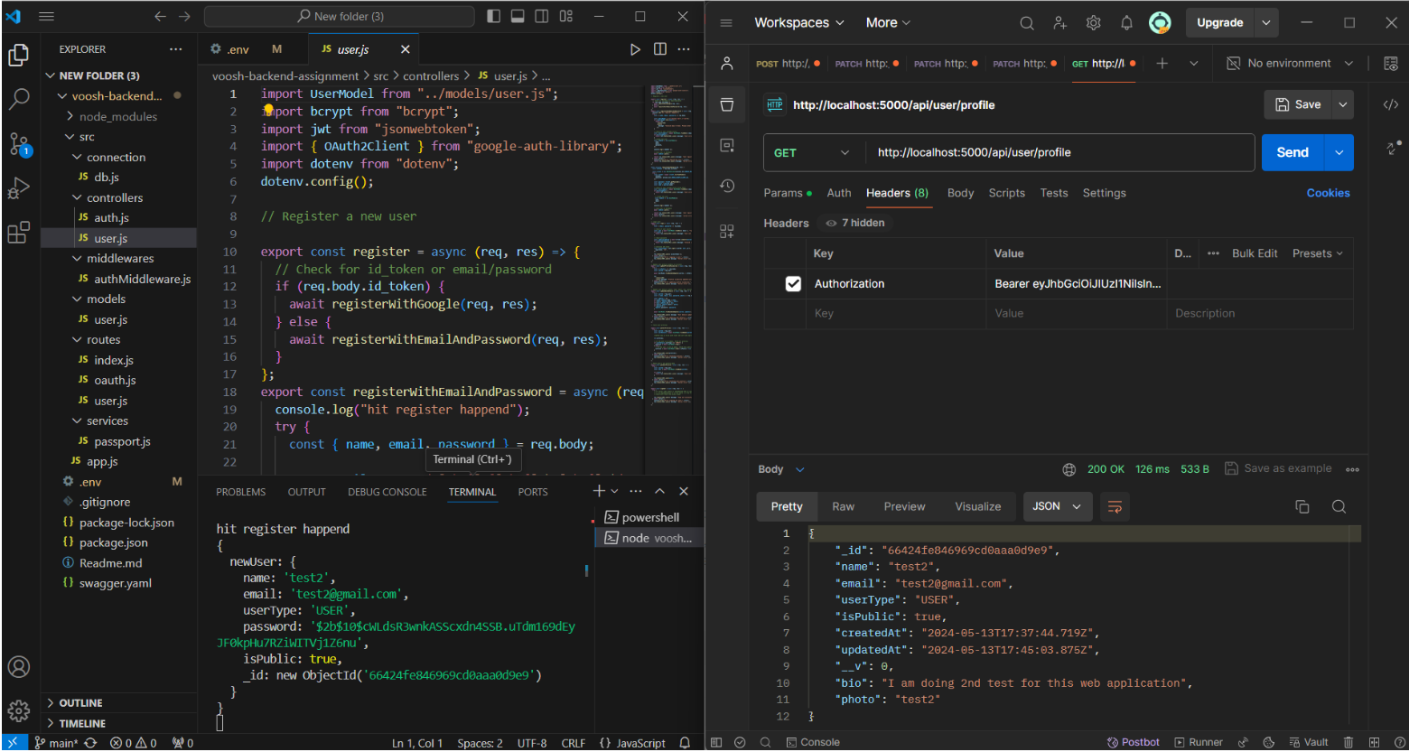 New folder (3)
EXPLORER
NEW FOLDER (3)
voosh-backend...
node_modules
src
connection
JS db.js
controllers
JS auth.js
JS user.js
middlewares
JS authMiddleware.js
models
JS user.js
routes
JS index.js
JS oauth.js
JS user.js
services
JS passport.js
JS app.js
.env M
.gitignore
{} package-lock.json
{} package.json
Readme.md
{} swagger.yaml
OUTLINE
TIMELINE
.env M
JS user.js
voosh-backend-assignment > src > controllers > JS user.js > ...
1 import UserModel from "../models/user.js";
2 import bcrypt from "bcrypt";
3 import jwt from "jsonwebtoken";
4 import { OAuth2Client } from "google-auth-library";
5 import dotenv from "dotenv";
6 dotenv.config();
7
8 // Register a new user
9
10 export const register = async (req, res) => {
11 // Check for id_token or email/password
12 if (req.body.id_token) {
13 await registerWithGoogle(req, res);
14 } else {
15 await registerWithEmailAndPassword(req, res);
16 }
17 };
18 export const registerWithEmailAndPassword = async (req
19 console.log("hit register happend");
20 try {
21 const { name, email, password } = req.body;
22
Terminal (Ctrl+`)
PROBLEMS OUTPUT DEBUG CONSOLE TERMINAL PORTS
powershell
node voosh...
hit register happend
{
newUser: {
name: 'test2',
email: 'test2@gmail.com',
userType: 'USER',
password: '$2b$10$cWLdsR3wnkASScxdn4SSB.uTdm169dEy
JF0kpHu7RZiWITVj1Z6nu',
isPublic: true,
_id: new ObjectId('66424fe846969cd0aaa0d9e9')
}
}
main* 0 0 0 Ln 1, Col 1 Spaces: 2 UTF-8 CRLF {} JavaScript
Workspaces More Upgrade
POST http:/. PATCH http: PATCH http: PATCH http: GET http://l No environment
HTTP http://localhost:5000/api/user/profile Save
GET http://localhost:5000/api/user/profile Send
Params Auth Headers (8) Body Scripts Tests Settings Cookies
Headers 7 hidden
Key Value D... Bulk Edit Presets
Authorization Bearer eyJhbGciOiJIUzI1NiIsIn...
Key Value Description
Body 200 OK 126 ms 533 B Save as example
Pretty Raw Preview Visualize JSON
1 {
2 "_id": "66424fe846969cd0aaa0d9e9",
3 "name": "test2",
4 "email": "test2@gmail.com",
5 "userType": "USER",
6 "isPublic": true,
7 "createdAt": "2024-05-13T17:37:44.719Z",
8 "updatedAt": "2024-05-13T17:45:03.875Z",
9 "__v": 0,
10 "bio": "I am doing 2nd test for this web application",
11 "photo": "test2"
12 }
Console Postbot Runner Vault